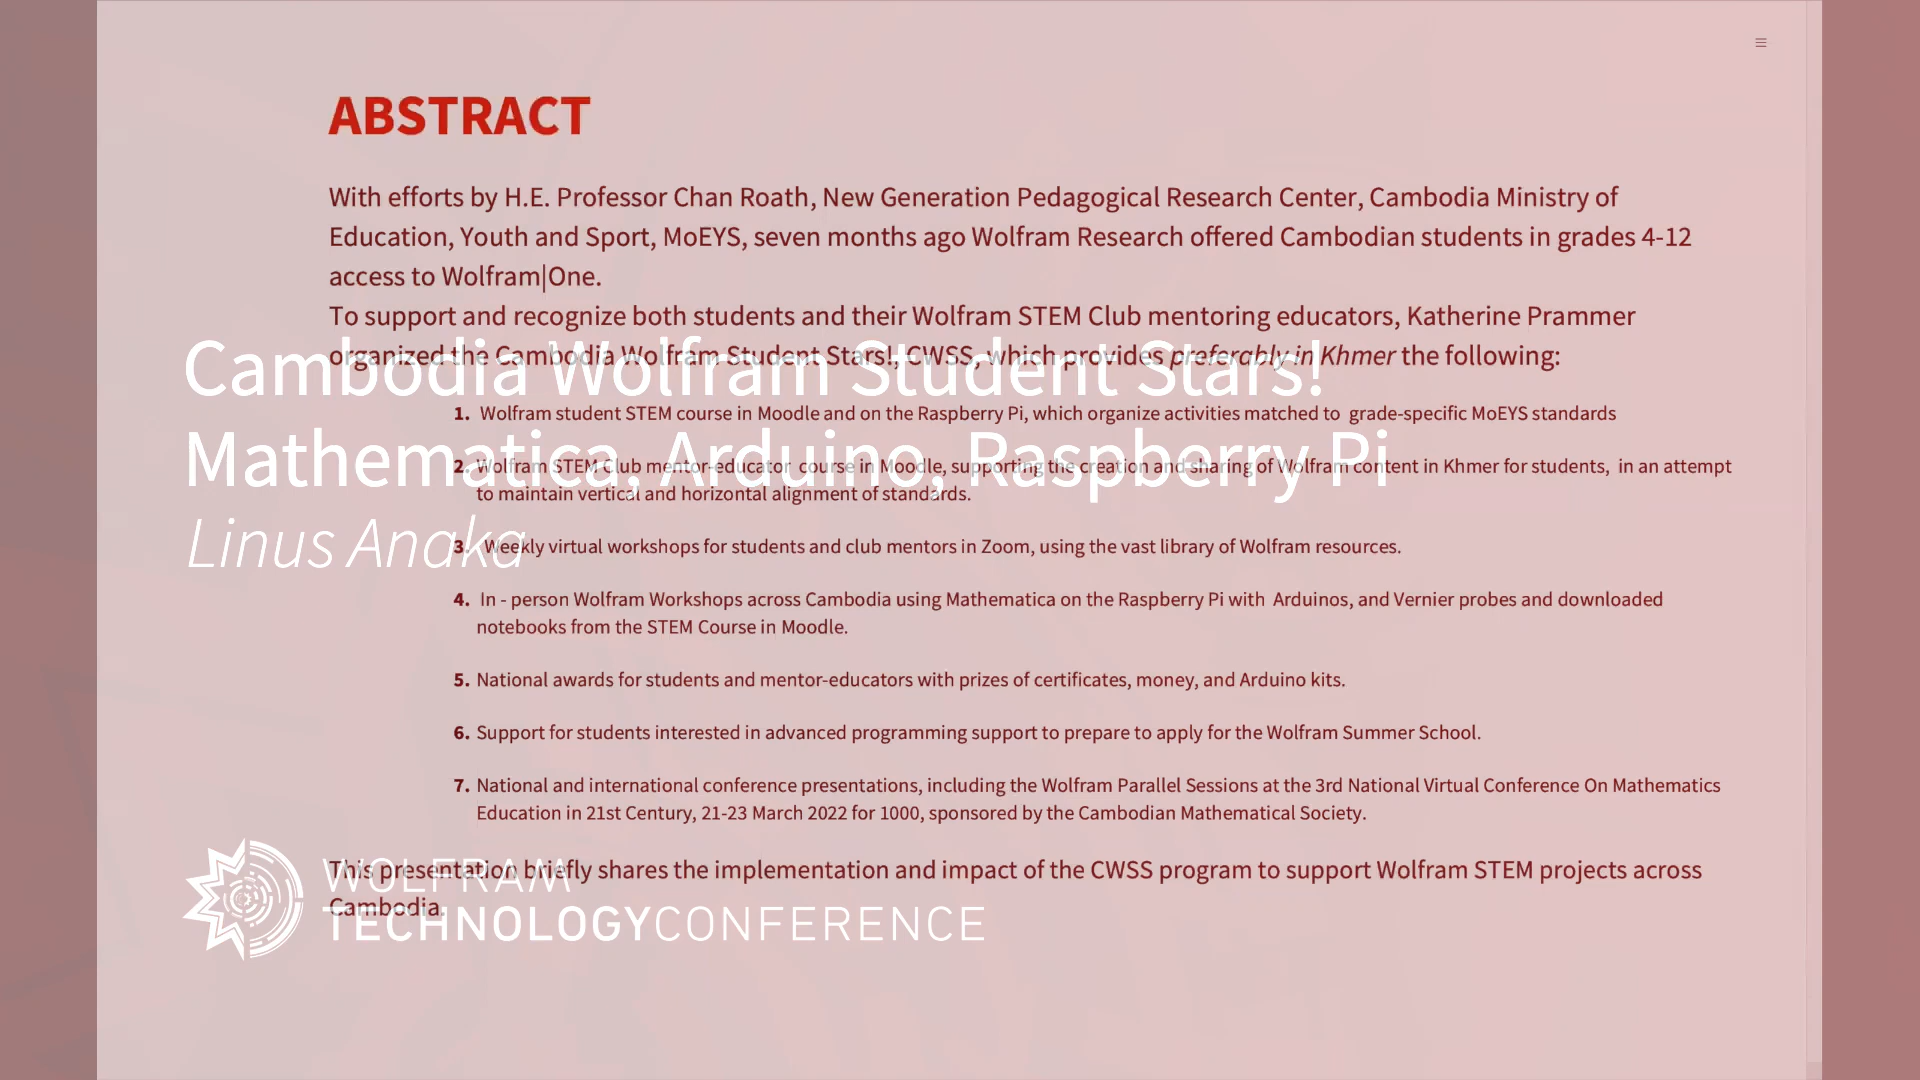 ABSTRACT
With efforts by H.E. Professor Chan Roath, New Generation Pedagogical Research Center, Cambodia Ministry of
Education, Youth and Sport, MoEYS, seven months ago Wolfram Research offered Cambodian students in grades 4-12
access to Wolfram|One.
To support and recognize both students and their Wolfram STEM Club mentoring educators, Katherine Prammer
organized the Cambodia Wolfram Student Stars!, CWSS, which provides preferably in Khmer the following:
Cambodia Wolfram Student Stars!
1. Wolfram student STEM course in Moodle and on the Raspberry Pi, which organize activities matched to grade-specific MoEYS standards
Mathematica, Arduino, Raspberry Pi
2. Wolfram STEM Club mentor-educator course in Moodle, supporting the creation and sharing of Wolfram content in Khmer for students, in an attempt
to maintain vertical and horizontal alignment of standards.
Linus Anaka
3. Weekly virtual workshops for students and club mentors in Zoom, using the vast library of Wolfram resources.
4. In - person Wolfram Workshops across Cambodia using Mathematica on the Raspberry Pi with Arduinos, and Vernier probes and downloaded
notebooks from the STEM Course in Moodle.
5. National awards for students and mentor-educators with prizes of certificates, money, and Arduino kits.
6. Support for students interested in advanced programming support to prepare to apply for the Wolfram Summer School.
7. National and international conference presentations, including the Wolfram Parallel Sessions at the 3rd National Virtual Conference On Mathematics
Education in 21st Century, 21-23 March 2022 for 1000, sponsored by the Cambodian Mathematical Society.
This presentation briefly shares the implementation and impact of the CWSS program to support Wolfram STEM projects across
Cambodia.
WOLFRAM
TECHNOLOGYCONFERENCE